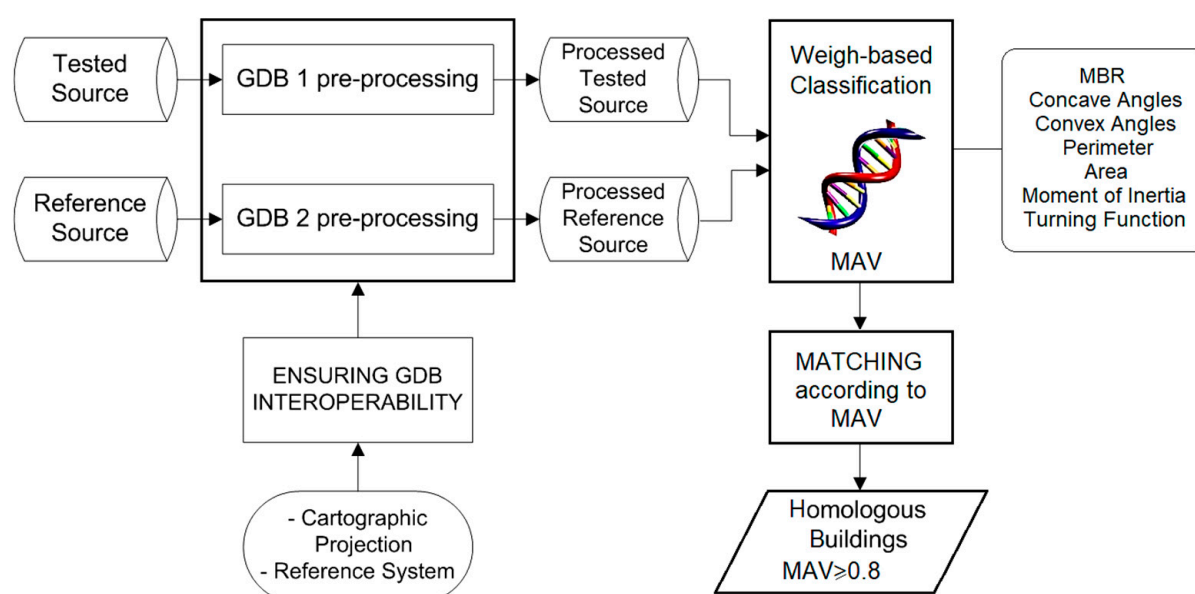 Tested
Source
GDB 1 pre-processing
Processed
Tested
Source
Weigh-based
Classification
MAV
MBR
Concave Angles
Convex Angles
Perimeter
Area
Moment of Inertia
Turning Function
Reference
Source
GDB 2 pre-processing
Processed
Reference
Source
ENSURING GDB
INTEROPERABILITY
- Cartographic
Projection
- Reference System
MATCHING
according to
MAV
Homologous
Buildings
MAV⩾0.8